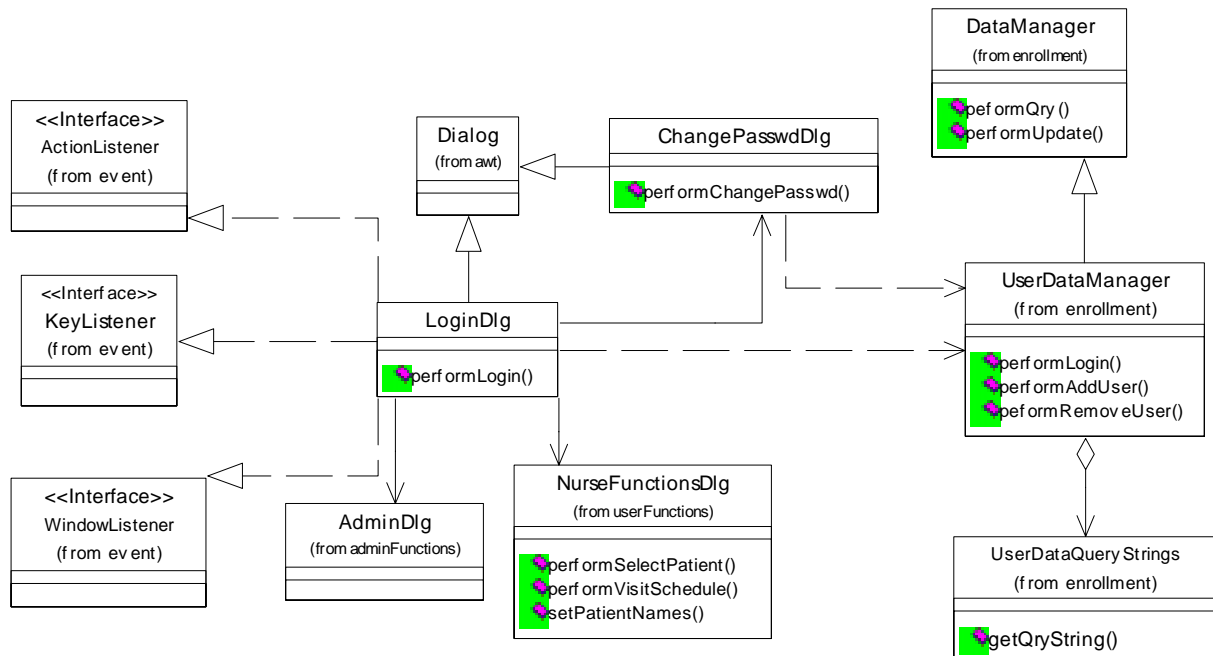 DataManager
(from enrollment)
peformQry()
performUpdate()
<<Interface>>
ActionListener
(from event)
Dialog
(from awt)
ChangePasswdDlg
performChangePasswd()
<<Interface>>
KeyListener
(from event)
LoginDlg
performLogin()
UserDataManager
(from enrollment)
performLogin()
performAddUser()
peformRemoveUser()
<<Interface>>
WindowListener
(from event)
AdminDlg
(from adminFunctions)
NurseFunctionsDlg
(from userFunctions)
performSelectPatient()
performVisitSchedule()
setPatientNames()
UserDataQueryStrings
(from enrollment)
getQryString()